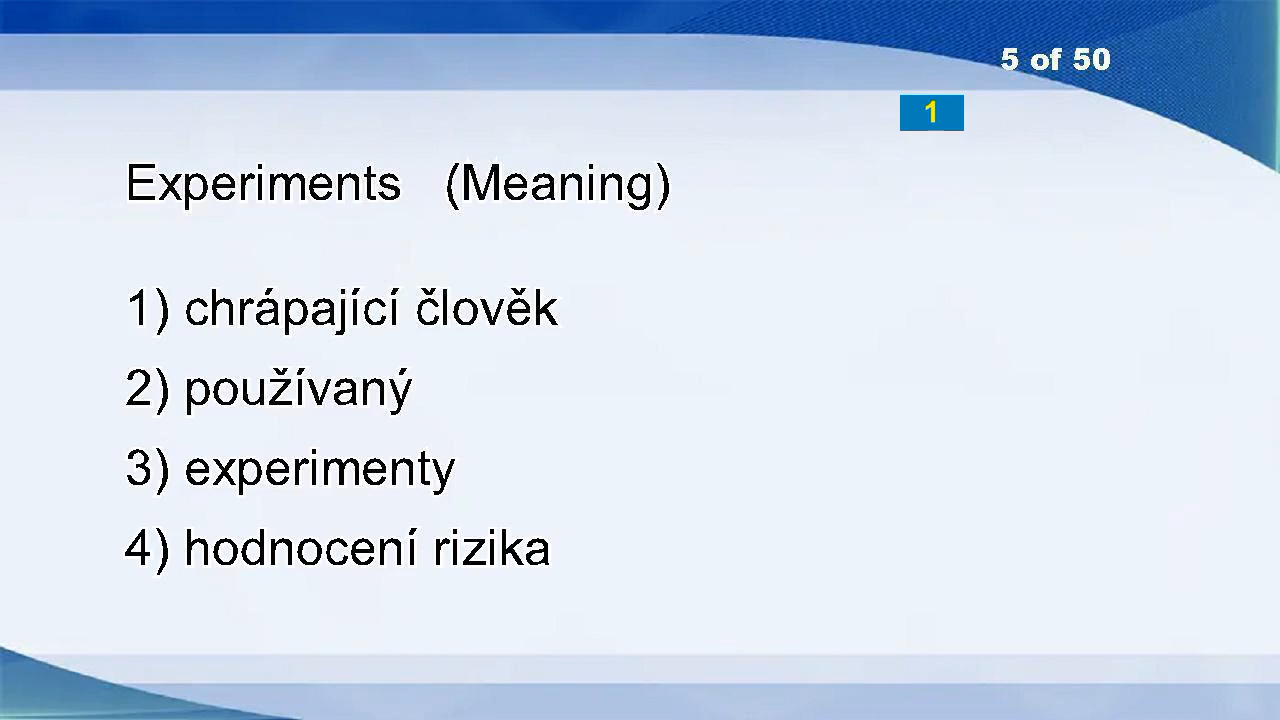 5 of 50
1
Experiments (Meaning)
1) chrápající člověk
2) používaný
3) experimenty
4) hodnocení rizika